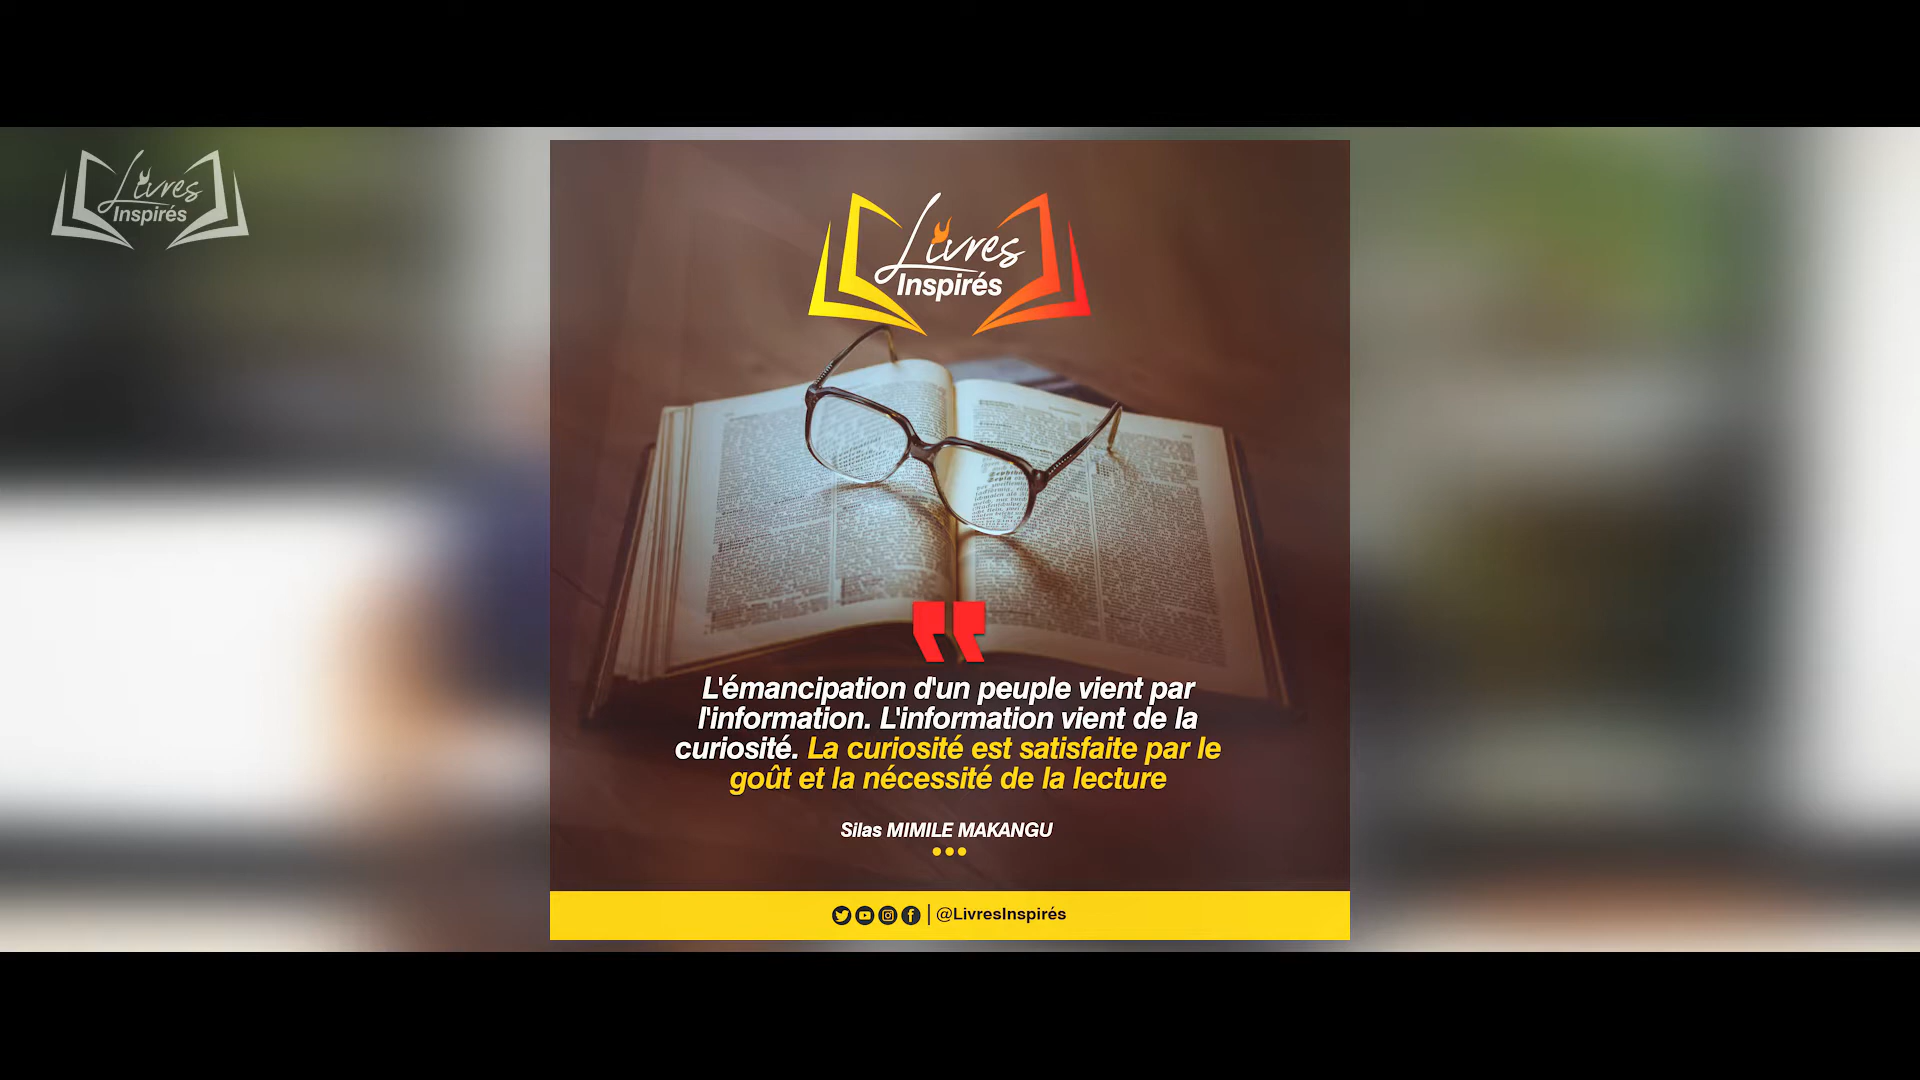 Livres
Inspirés
Livres
Inspirés
L'émancipation d'un peuple vient par
l'information. L'information vient de la
curiosité. La curiosité est satisfaite par le
goût et la nécessité de la lecture
Silas MIMILE MAKANGU
@LivresInspirés